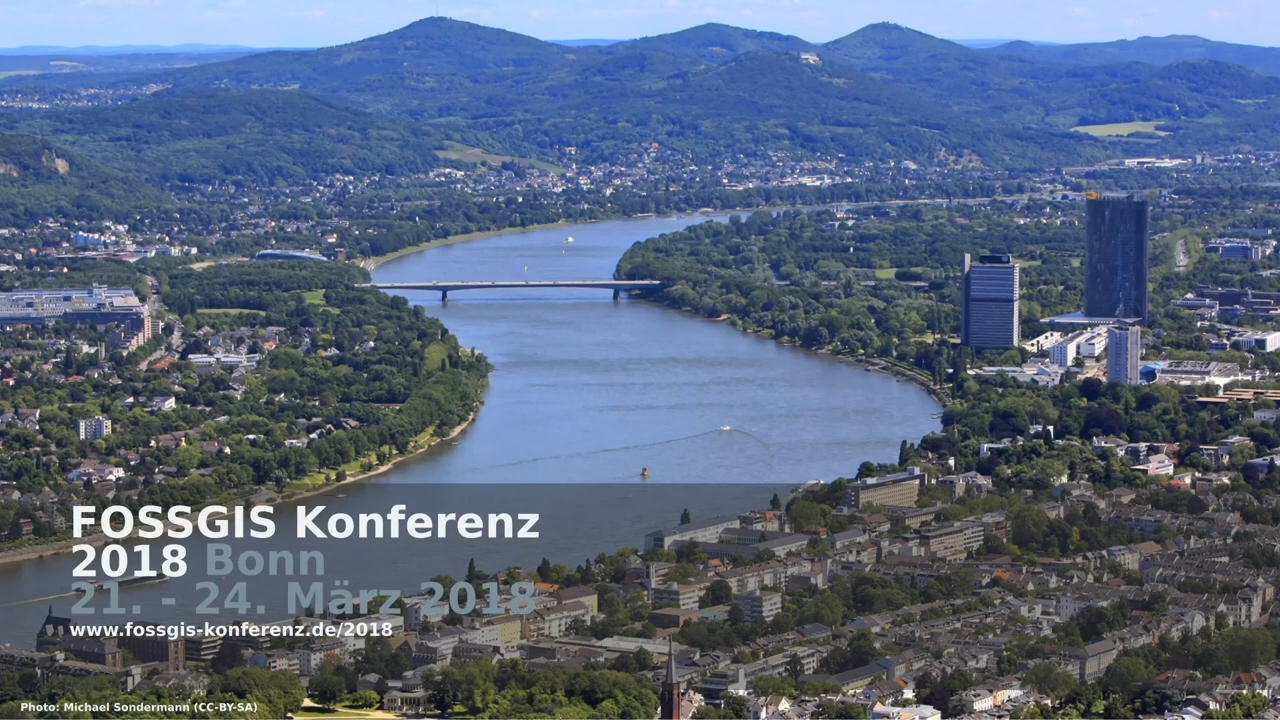 FOSSGIS Konferenz
2018 Bonn
21. - 24. März 2018
www.fossgis-konferenz.de/2018
Photo: Michael Sondermann (CC-BY-SA)